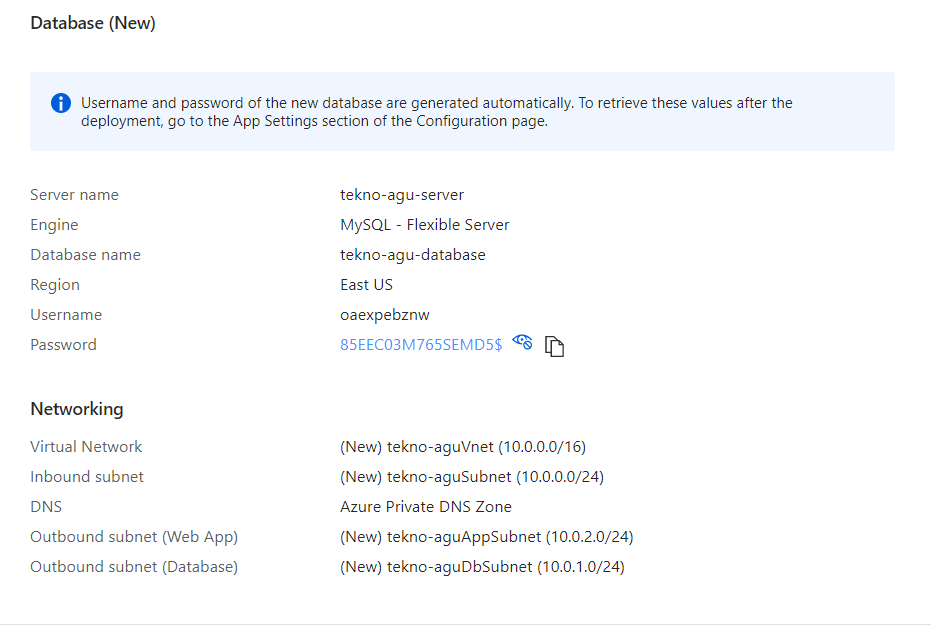 Database (New)
Username and password of the new database are generated automatically. To retrieve these values after the
deployment, go to the App Settings section of the Configuration page.
Server name tekno-agu-server
Engine MySQL - Flexible Server
Database name tekno-agu-database
Region East US
Username oaexpebznw
Password 85EEC03M765SEMD5$
Networking
Virtual Network (New) tekno-aguVnet (10.0.0.0/16)
Inbound subnet (New) tekno-aguSubnet (10.0.0.0/24)
DNS Azure Private DNS Zone
Outbound subnet (Web App) (New) tekno-aguAppSubnet (10.0.2.0/24)
Outbound subnet (Database) (New) tekno-aguDbSubnet (10.0.1.0/24)